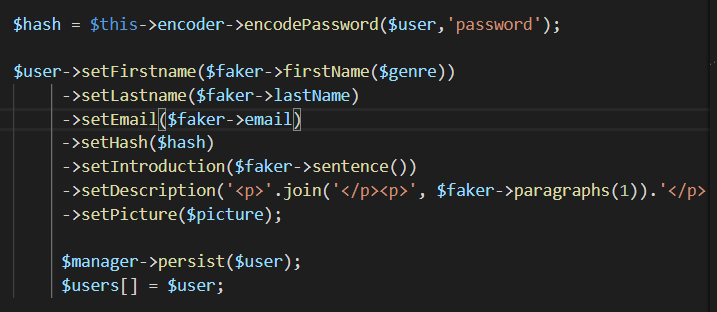 $hash = $this->encoder->encodePassword($user,'password');
$user->setFirstname($faker->firstName($genre))
->setLastname($faker->lastName)
->setEmail($faker->email)
->setHash($hash)
->setIntroduction($faker->sentence())
->setDescription('<p>'.join('</p><p>', $faker->paragraphs(1)).'</p>
->setPicture($picture);
$manager->persist($user);
$users[] = $user;